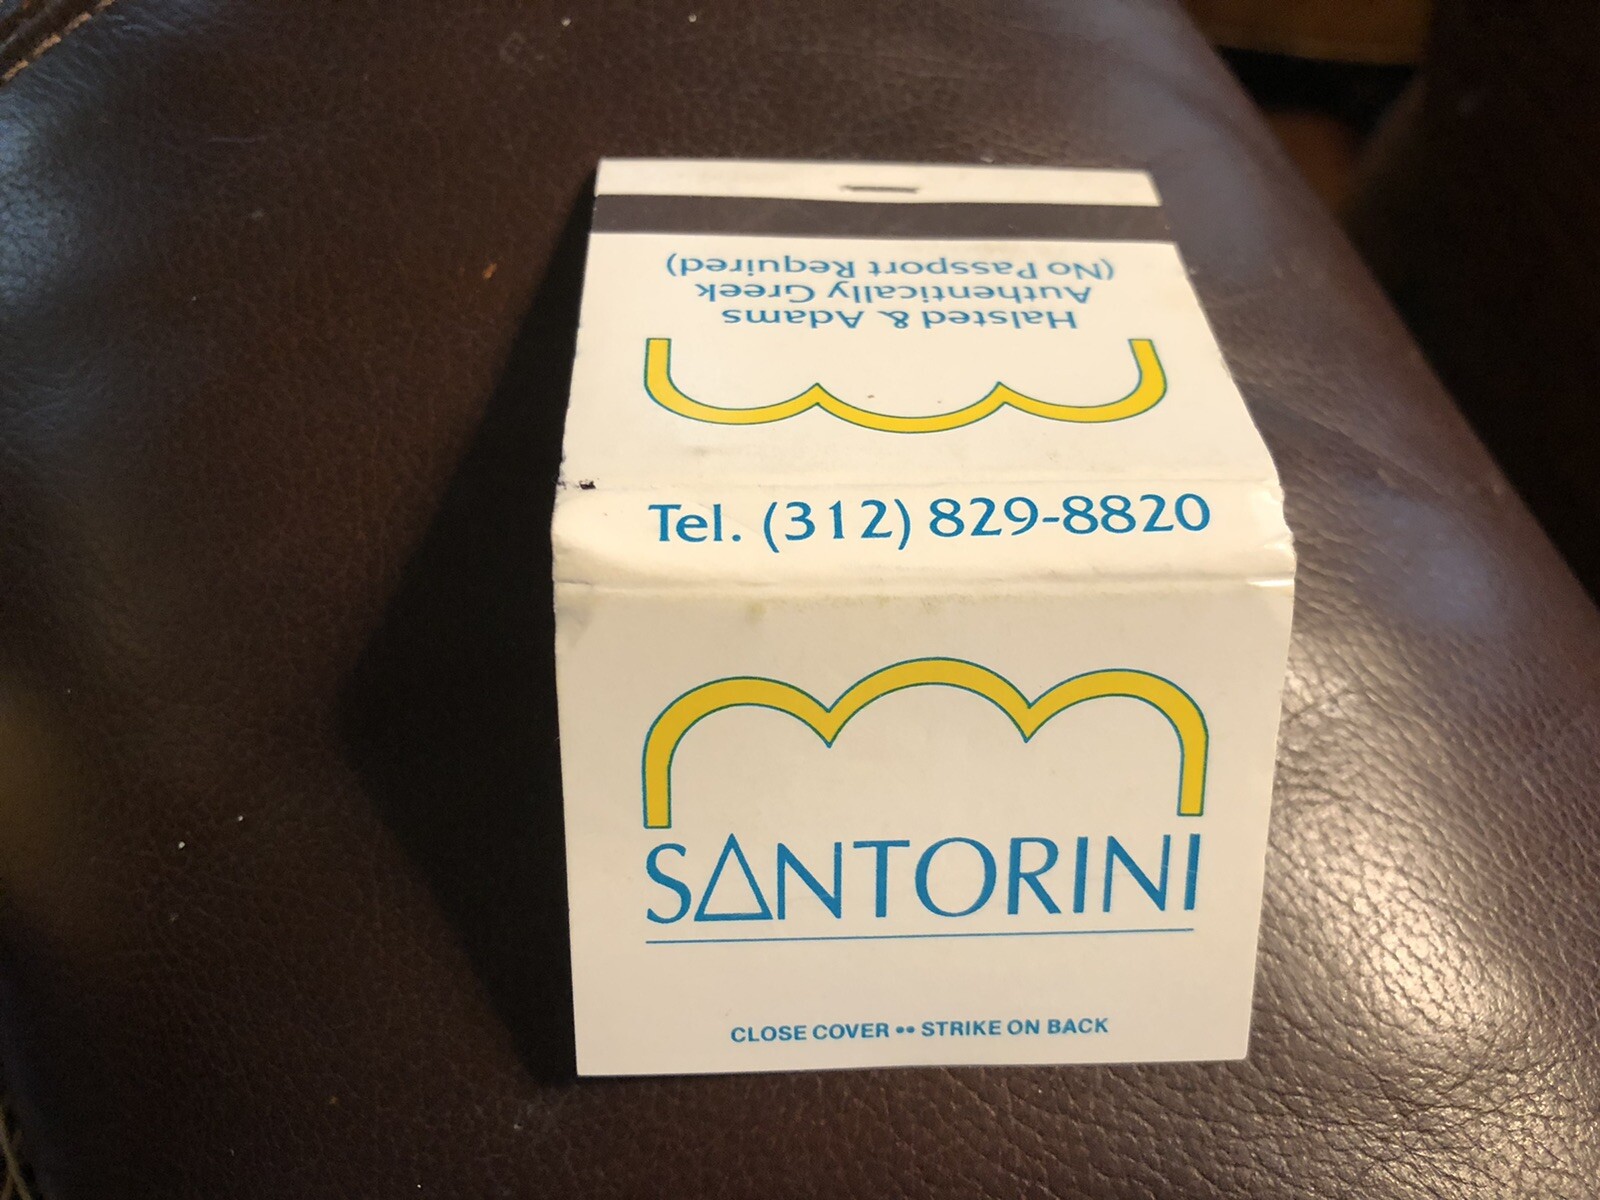 Halsted & Adams
Authentically Greek
(No Passport Required)
Tel. (312) 829-8820
SANTORINI
CLOSE COVER •• STRIKE ON BACK